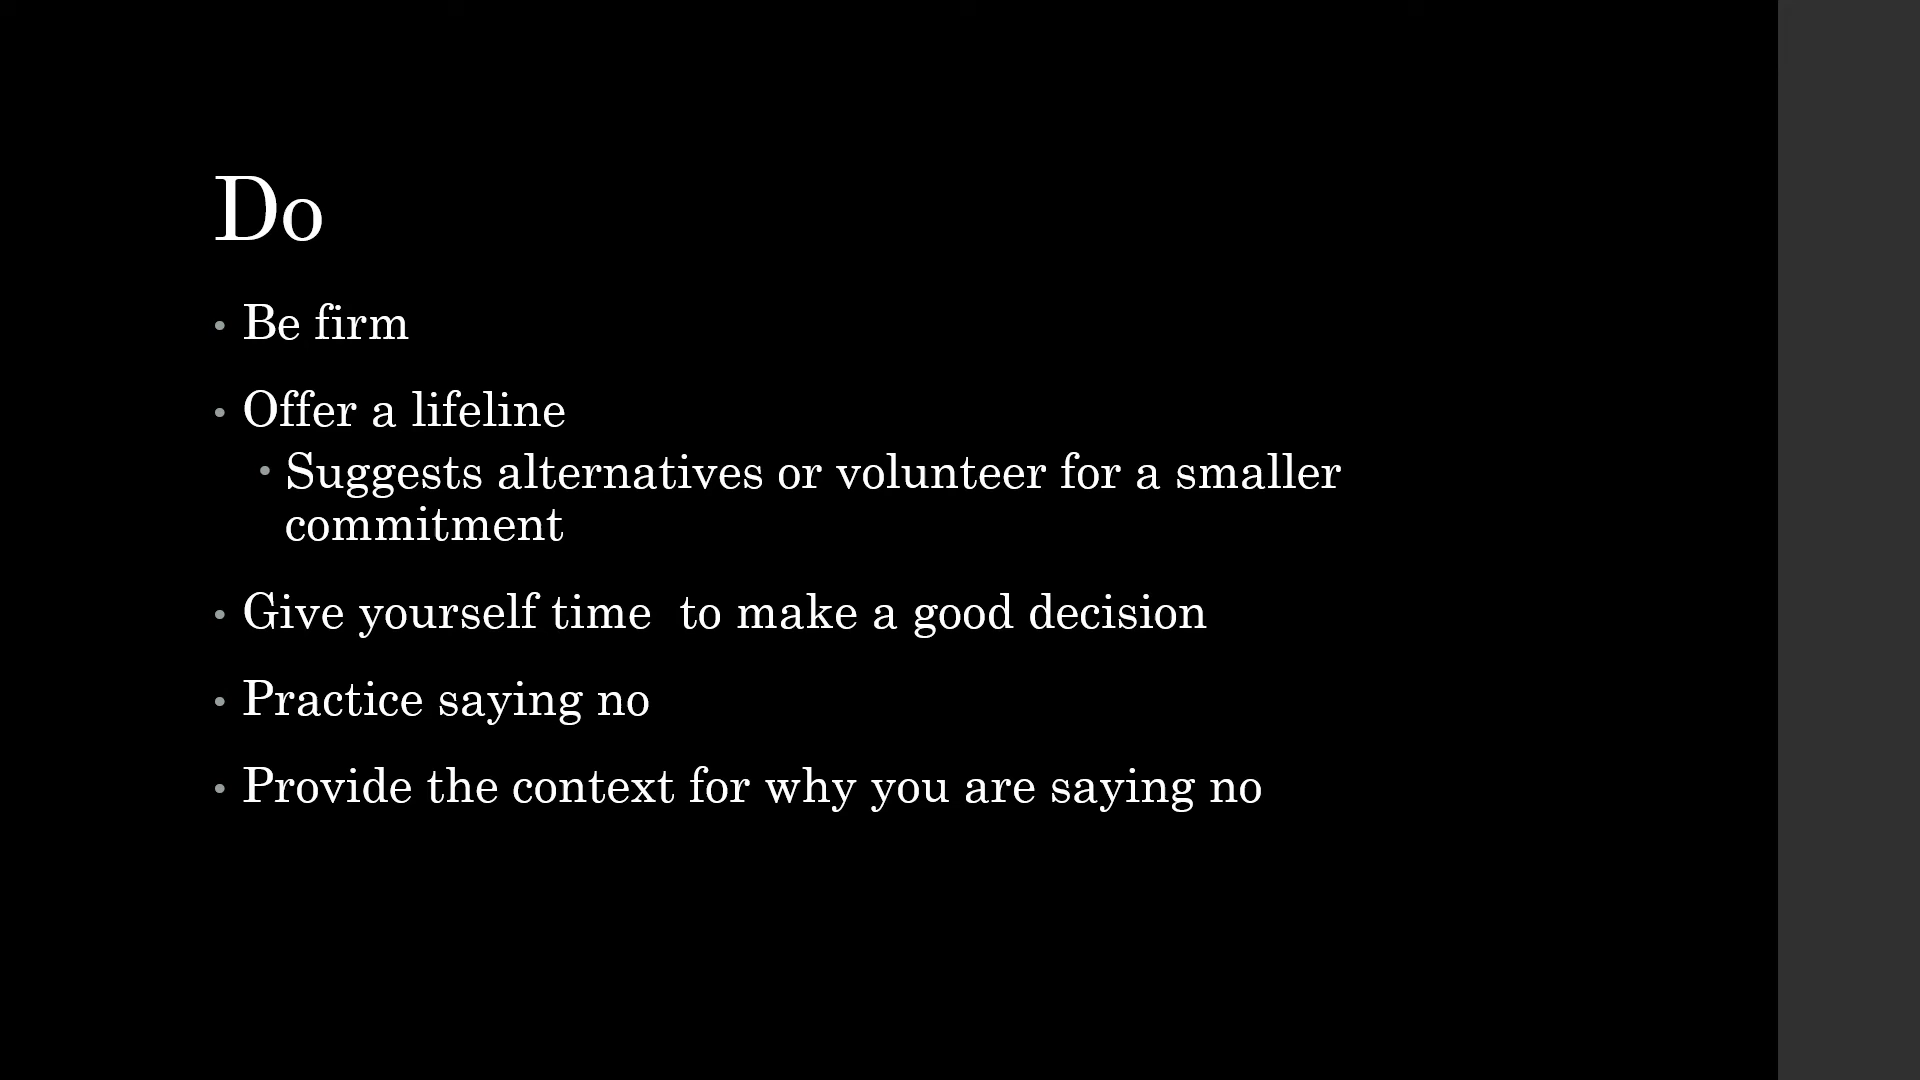 Do
• Be firm
• Offer a lifeline
• Suggests alternatives or volunteer for a smaller
commitment
• Give yourself time  to make a good decision
• Practice saying no
• Provide the context for why you are saying no